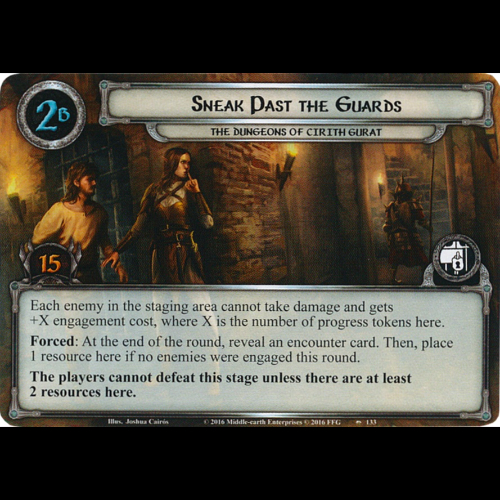 2B
SNEAK PAST THE GUARDS
THE DUNGEONS OF CIRITH GURAT
15
Each enemy in the staging area cannot take damage and gets
+X engagement cost, where X is the number of progress tokens here.
Forced: At the end of the round, reveal an encounter card. Then, place
1 resource here if no enemies were engaged this round.
The players cannot defeat this stage unless there are at least
2 resources here.
Illus. Joshua Cairós © 2016 Middle-earth Enterprises © 2016 FFG 133